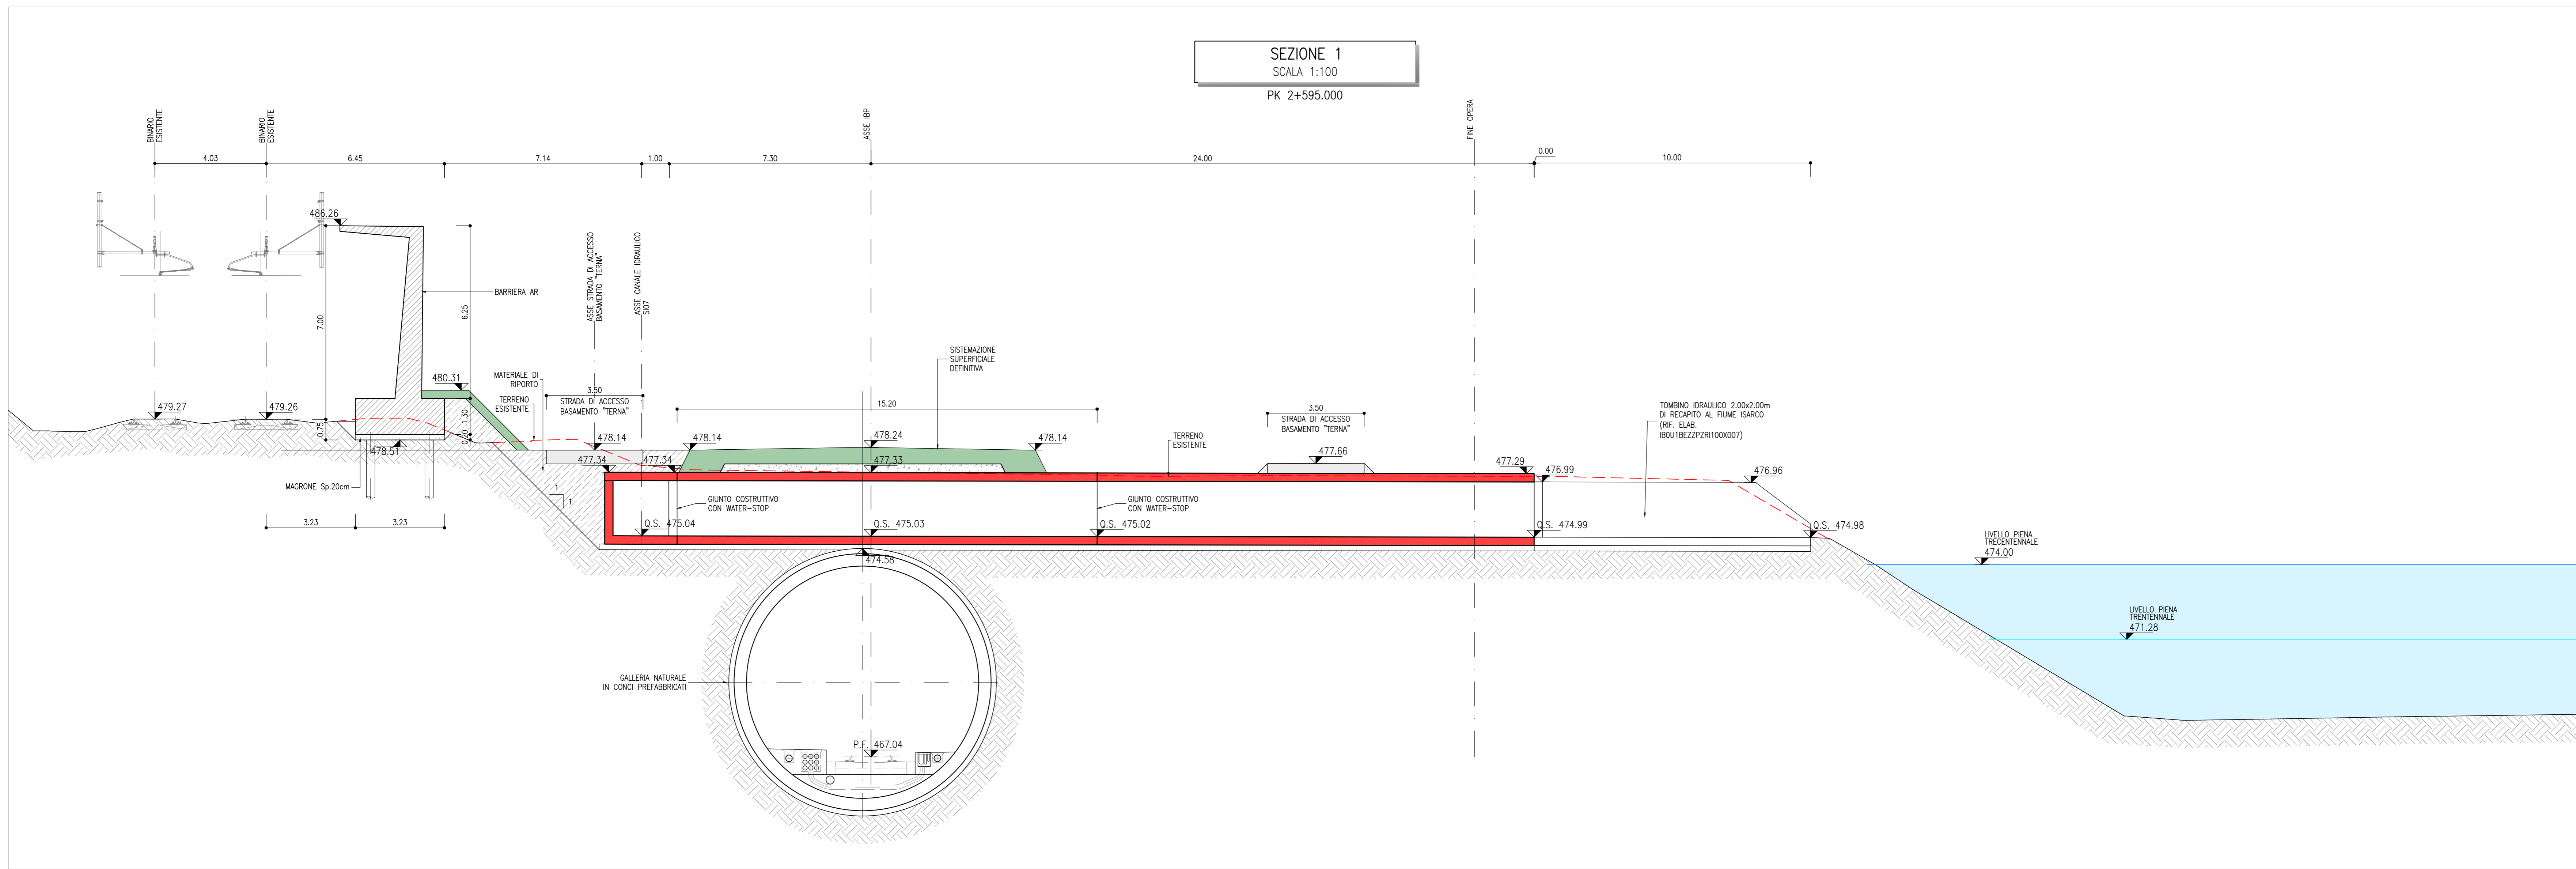 SEZIONE 1
SCALA 1:100
PK 2+595.000
BINARIO
ESISTENTE
BINARIO
ESISTENTE
ASSE IBP
FINE OPERA
4.03
6.45
7.14
1.00
7.30
24.00
0.00
10.00
486.26
7.00
6.25
BARRIERA AR
ASSE STRADA DI ACCESSO
BASAMENTO "TERNA"
ASSE CANALE IDRAULICO
SI07
SISTEMAZIONE
SUPERFICIALE
DEFINITIVA
MATERIALE DI
RIPORTO
480.31
TERRENO
ESISTENTE
3.50
STRADA DI ACCESSO
BASAMENTO "TERNA"
15.20
3.50
STRADA DI ACCESSO
BASAMENTO "TERNA"
TOMBINO IDRAULICO 2.00x2.00m
DI RECAPITO AL FIUME ISARCO
(RIF. ELAB.
IB0U1BEZZPZRI100X007)
479.27
479.26
0.75
1.30
0.20
478.51
478.14
478.14
478.24
478.14
TERRENO
ESISTENTE
477.34
477.34
477.33
477.66
477.29
476.99
476.96
MAGRONE Sp.20cm
1
1
GIUNTO COSTRUTTIVO
CON WATER-STOP
GIUNTO COSTRUTTIVO
CON WATER-STOP
3.23
3.23
Q.S. 475.04
Q.S. 475.03
Q.S. 475.02
Q.S. 474.99
Q.S. 474.98
474.58
LIVELLO PIENA
TRECENTENNALE
474.00
LIVELLO PIENA
TRENTENNALE
471.28
GALLERIA NATURALE
IN CONCI PREFABBRICATI
P.F. 467.04